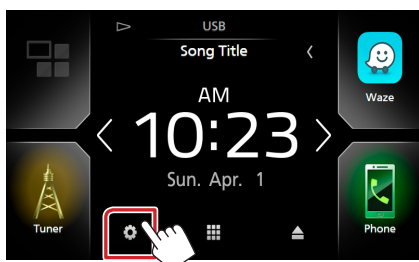 USB
Song Title
Waze
AM
10:23
Sun. Apr. 1
Tuner
Phone